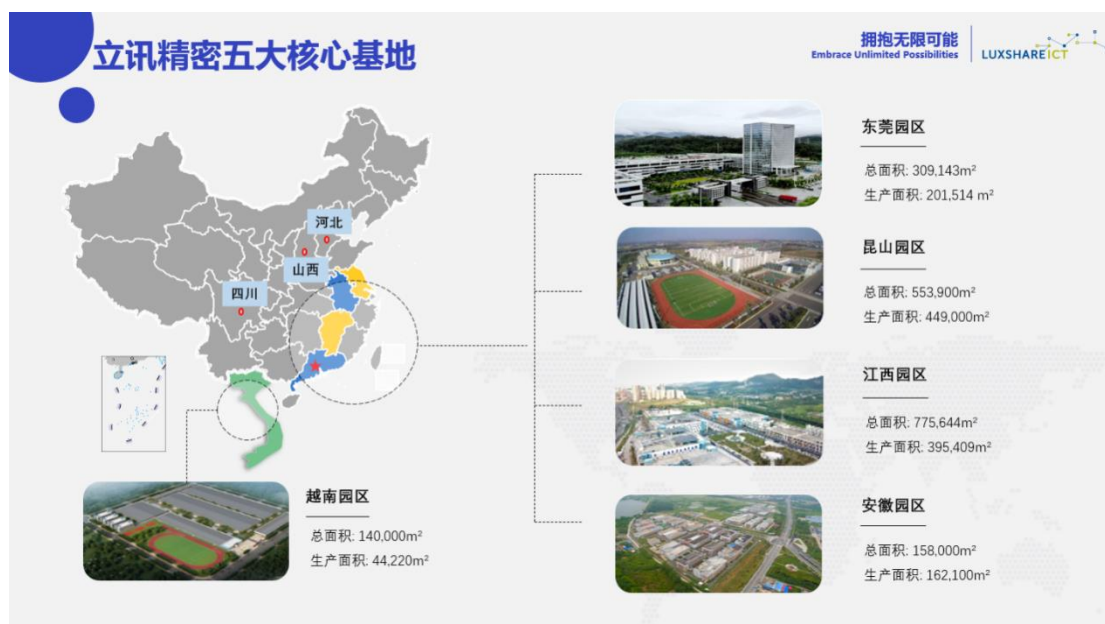 立讯精密五大核心基地
拥抱无限可能
Embrace Unlimited Possibilities
LUXSHARE ICT
河北
山西
四川
东莞园区
总面积: 309,143m²
生产面积: 201,514 m²
昆山园区
总面积: 553,900m²
生产面积: 449,000m²
江西园区
总面积: 775,644m²
生产面积: 395,409m²
安徽园区
总面积: 158,000m²
生产面积: 162,100m²
越南园区
总面积: 140,000m²
生产面积: 44,220m²